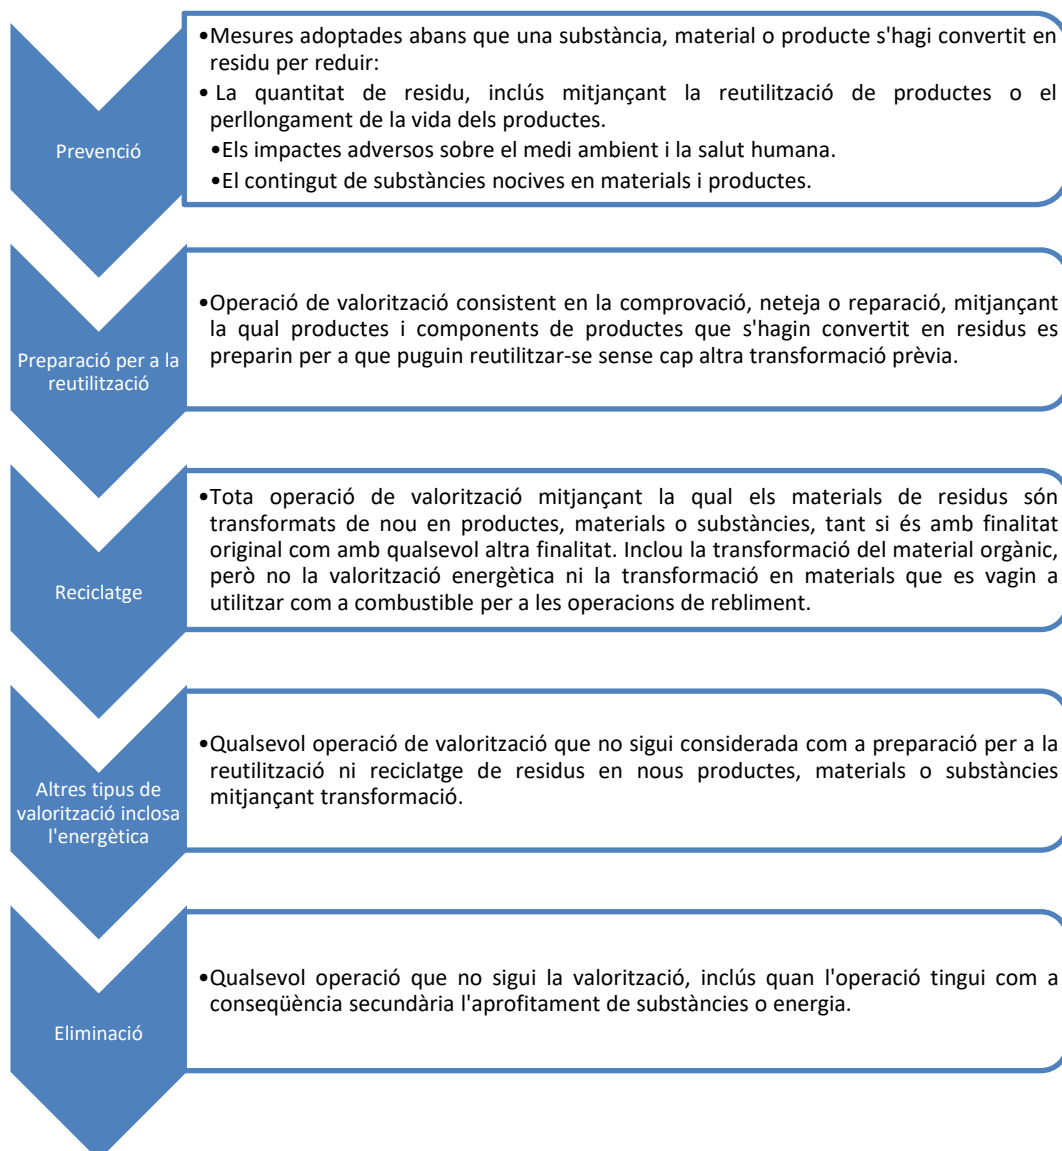 •Mesures adoptades abans que una substància, material o producte s'hagi convertit en
residu per reduir:
• La quantitat de residu, inclús mitjançant la reutilització de productes o el
perllongament de la vida dels productes.
•Els impactes adversos sobre el medi ambient i la salut humana.
•El contingut de substàncies nocives en materials i productes.
Prevenció
•Operació de valorització consistent en la comprovació, neteja o reparació, mitjançant
la qual productes i components de productes que s'hagin convertit en residus es
preparin per a que puguin reutilitzar-se sense cap altra transformació prèvia.
Preparació per a la
reutilització
•Tota operació de valorització mitjançant la qual els materials de residus són
transformats de nou en productes, materials o substàncies, tant si és amb finalitat
original com amb qualsevol altra finalitat. Inclou la transformació del material orgànic,
però no la valorització energètica ni la transformació en materials que es vagin a
utilitzar com a combustible per a les operacions de rebliment.
Reciclatge
•Qualsevol operació de valorització que no sigui considerada com a preparació per a la
reutilització ni reciclatge de residus en nous productes, materials o substàncies
mitjançant transformació.
Altres tipus de
valorització inclosa
l'energètica
•Qualsevol operació que no sigui la valorització, inclús quan l'operació tingui com a
conseqüència secundària l'aprofitament de substàncies o energia.
Eliminació